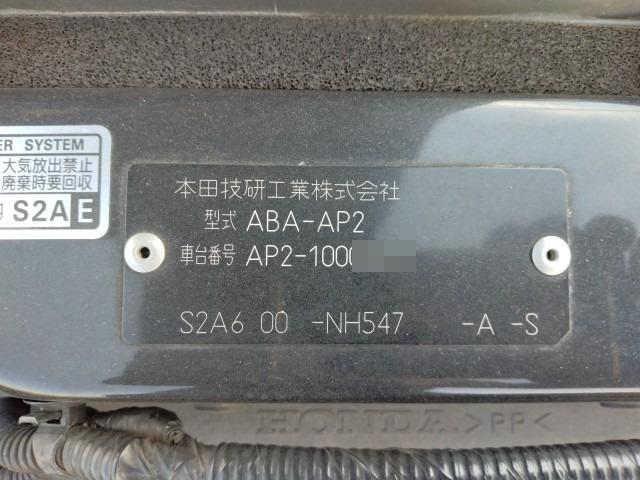 ER SYSTEM
大気放出禁止
廃棄時要回収
S2A E
本田技研工業株式会社
型式 ABA-AP2
車台番号 AP2-1000
S2A6 00 -NH547 -A -S
HONDA >PP<